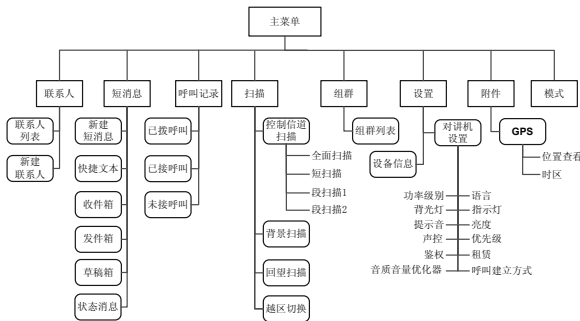 主菜单
联系人
短消息
呼叫记录
扫描
组群
设置
附件
模式
联系人
列表
新建
联系人
新建
短消息
快捷文本
收件箱
发件箱
草稿箱
状态消息
已拨呼叫
已接呼叫
未接呼叫
控制信道
扫描
全面扫描
短扫描
段扫描1
段扫描2
背景扫描
回望扫描
越区切换
组群列表
设备信息
对讲机
设置
功率级别
语言
背光灯
指示灯
提示音
亮度
声控
优先级
鉴权
租赁
音质音量优化器
呼叫建立方式
GPS
位置查看
时区